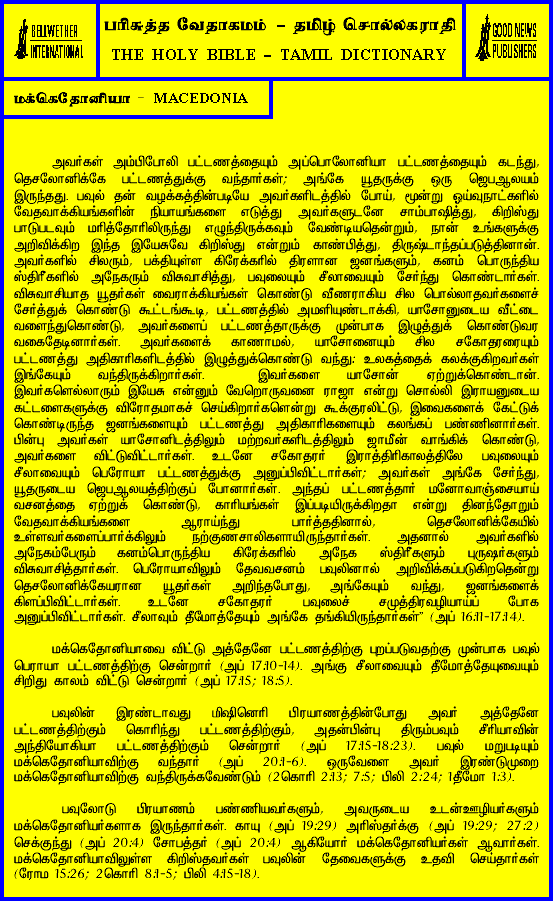 BELLWETHER
INTERNATIONAL
பரிசுத்த வேதாகமம் – தமிழ் சொல்லகராதி
THE HOLY BIBLE – TAMIL DICTIONARY
GOOD NEWS
PUBLISHERS
மக்கெதோனியா - MACEDONIA
அவர்கள் அம்பிபோலி பட்டணத்தையும் அப்பொலோனியா பட்டணத்தையும் கடந்து,
தெசலோனிக்கே பட்டணத்துக்கு வந்தார்கள்; அங்கே யூதருக்கு ஒரு ஜெபஆலயம்
இருந்தது. பவுல் தன் வழக்கத்தின்படியே அவர்களிடத்தில் போய், மூன்று ஓய்வுநாட்களில்
வேதவாக்கியங்களின் நியாயங்களை எடுத்து அவர்களுடனே சம்பாஷித்து, கிறிஸ்து
பாடுபடவும் மரித்தோரிலிருந்து எழுந்திருக்கவும் வேண்டியதென்றும், நான் உங்களுக்கு
அறிவிக்கிற இந்த இயேசுவே கிறிஸ்து என்றும் காண்பித்து, திருஷ்டாந்தப்படுத்தினான்.
அவர்களில் சிலரும், பக்தியுள்ள கிரேக்கரில் திரளான ஜனங்களும், கனம் பொருந்திய
ஸ்திரீகளில் அநேகரும் விசுவாசித்து, பவுலையும் சீலாவையும் சேர்ந்து கொண்டார்கள்.
விசுவாசியாத யூதர்கள் வைராக்கியங்கள் கொண்டு வீணராகிய சில பொல்லாதவர்களைச்
சேர்த்துக் கொண்டு கூட்டங்கூடி, பட்டணத்தில் அமளியுண்டாக்கி, யாசோனுடைய வீட்டை
வளைந்துகொண்டு, அவர்களைப் பட்டணத்தாருக்கு முன்பாக இழுத்துக் கொண்டுவர
வகைதேடினார்கள். அவர்களைக் காணாமல், யாசோனையும் சில சகோதரரையும்
பட்டணத்து அதிகாரிகளிடத்தில் இழுத்துக்கொண்டு வந்து: உலகத்தைக் கலக்குகிறவர்கள்
இங்கேயும் வந்திருக்கிறார்கள். இவர்களை யாசோன் ஏற்றுக்கொண்டான்.
இவர்களெல்லாரும் இயேசு என்னும் வேறொருவனை ராஜா என்று சொல்லி இராயனுடைய
கட்டளைகளுக்கு விரோதமாகச் செய்கிறார்களென்று கூக்குரலிட்டு, இவைகளைக் கேட்டுக்
கொண்டிருந்த ஜனங்களையும் பட்டணத்து அதிகாரிகளையும் கலங்கப் பண்ணினார்கள்.
பின்பு அவர்கள் யாசோனிடத்திலும் மற்றவர்களிடத்திலும் ஜாமீன் வாங்கிக் கொண்டு,
அவர்களை விட்டுவிட்டார்கள். உடனே சகோதரர் இராத்திரிகாலத்திலே பவுலையும்
சீலாவையும் பெரோயா பட்டணத்துக்கு அனுப்பிவிட்டார்கள்; அவர்கள் அங்கே சேர்ந்து,
யூதருடைய ஜெபஆலயத்திற்குப் போனார்கள். அந்தப் பட்டணத்தார் மனோவாஞ்சையாய்
வசனத்தை ஏற்றுக் கொண்டு, காரியங்கள் இப்படியிருக்கிறதா என்று தினந்தோறும்
வேதவாக்கியங்களை ஆராய்ந்து பார்த்ததினால், தெசலோனிக்கேயில்
உள்ளவர்களைப்பார்க்கிலும் நற்குணசாலிகளாயிருந்தார்கள். அதனால் அவர்களில்
அநேகம்பேரும் கனம்பொருந்திய கிரேக்கரில் அநேக ஸ்திரீகளும் புருஷர்களும்
விசுவாசித்தார்கள். பெரோயாவிலும் தேவவசனம் பவுலினால் அறிவிக்கப்படுகிறதென்று
தெசலோனிக்கேயரான யூதர்கள் அறிந்தபோது, அங்கேயும் வந்து, ஜனங்களைக்
கிளப்பிவிட்டார்கள். உடனே சகோதரர் பவுலைச் சமுத்திரவழியாய்ப் போக
அனுப்பிவிட்டார்கள். சீலாவும் தீமோத்தேயும் அங்கே தங்கியிருந்தார்கள்" (அப் 16:11-17:14).
மக்கெதோனியாவை விட்டு அத்தேனே பட்டணத்திற்கு புறப்படுவதற்கு முன்பாக பவுல்
பெராயா பட்டணத்திற்கு சென்றார் (அப் 17:10-14). அங்கு சீலாவையும் தீமோத்தேயுவையும்
சிறிது காலம் விட்டு சென்றார் (அப் 17:15; 18:5).
பவுலின் இரண்டாவது மிஷினெரி பிரயாணத்தின்போது அவர் அத்தேனே
பட்டணத்திற்கும் கொரிந்து பட்டணத்திற்கும், அதன்பின்பு திரும்பவும் சீரியாவின்
அந்தியோகியா பட்டணத்திற்கும் சென்றார் (அப் 17:15-18:23). பவுல் மறுபடியும்
மக்கெதோனியாவிற்கு வந்தார் (அப் 20:1-6). ஒருவேளை அவர் இரண்டுமுறை
மக்கெதோனியாவிற்கு வந்திருக்கவேண்டும் (2கொரி 2:13; 7:5; பிலி 2:24; 1தீமோ 1:3).
பவுலோடு பிரயாணம் பண்ணியவர்களும், அவருடைய உடன்ஊழியர்களும்
மக்கெதோனியர்களாக இருந்தார்கள். காயு (அப் 19:29) அரிஸ்தர்க்கு (அப் 19:29; 27:2)
செக்குந்து (அப் 20:4) சோபத்தர் (அப் 20:4) ஆகியோர் மக்கெதோனியர்கள் ஆவார்கள்.
மக்கெதோனியாவிலுள்ள கிறிஸ்தவர்கள் பவுலின் தேவைகளுக்கு உதவி செய்தார்கள்
(ரோம 15:26; 2கொரி 8:1-5; பிலி 4:15-18).